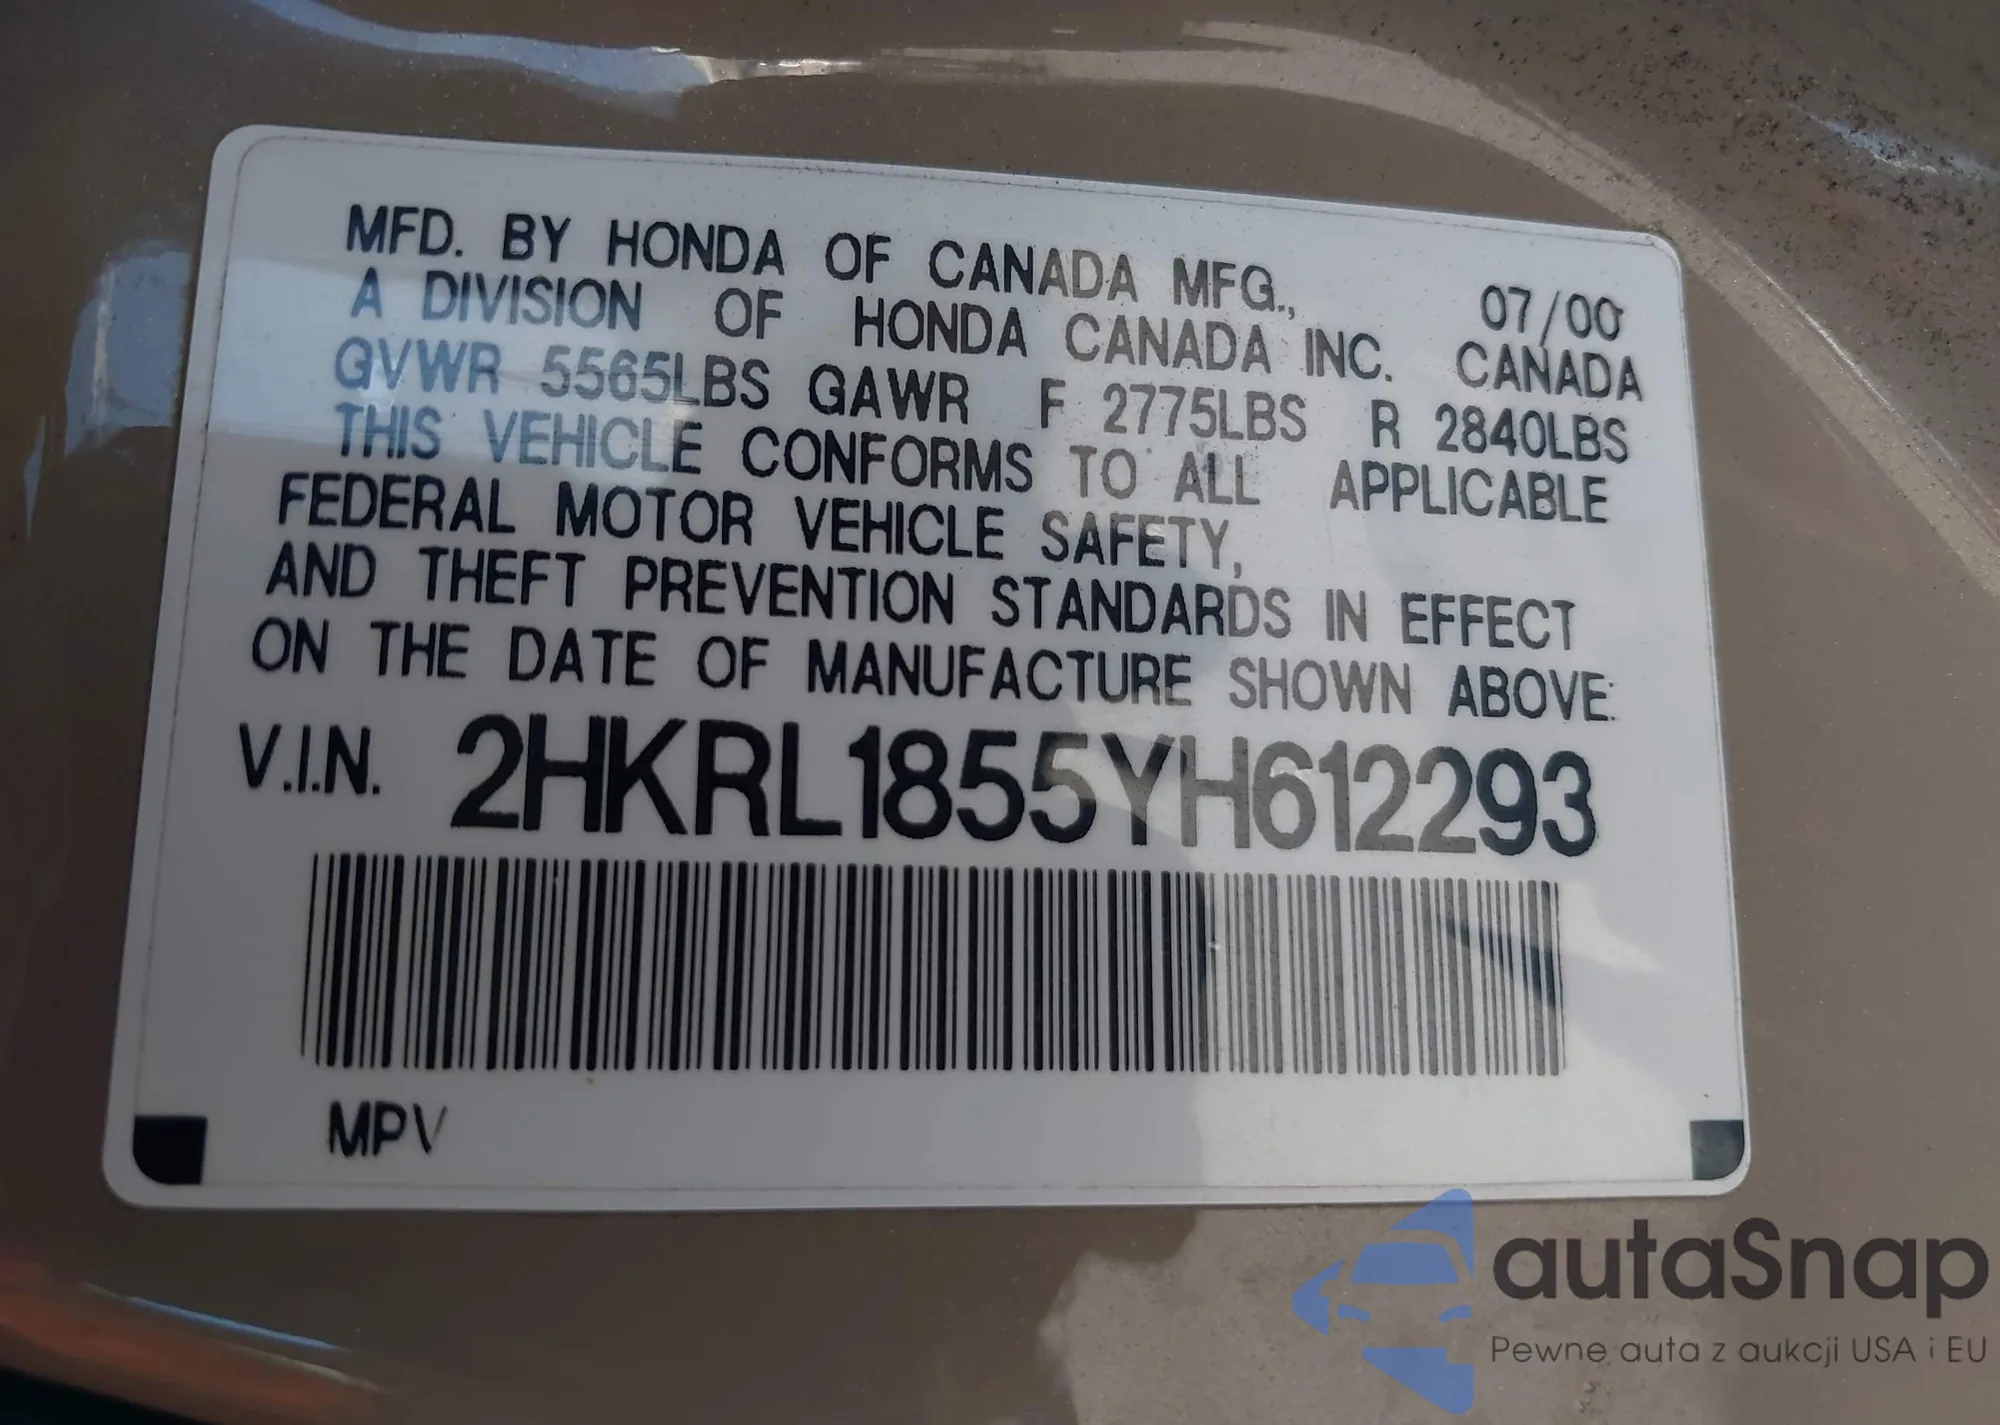 MFD. BY HONDA OF CANADA MFG., 07/00
A DIVISION OF HONDA CANADA INC. CANADA
GVWR 5565LBS GAWR F 2775LBS R 2840LBS
THIS VEHICLE CONFORMS TO ALL APPLICABLE
FEDERAL MOTOR VEHICLE SAFETY,
AND THEFT PREVENTION STANDARDS IN EFFECT
ON THE DATE OF MANUFACTURE SHOWN ABOVE:
V.I.N. 2HKRL1855YH612293
MPV
autaSnap
Pewne auta z aukcji USA i EU